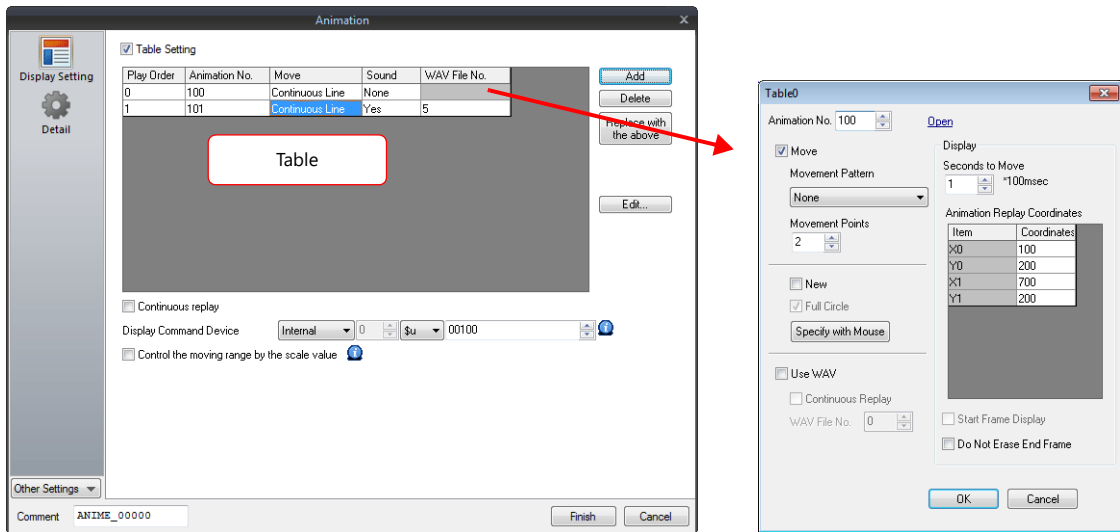 Animation
Display Setting
Detail
Other Settings
Table Setting
Play Order Animation No. Move Sound WAV File No.
0 100 Continuous Line None
1 101 Continuous Line Yes 5
Table
Add
Delete
Replace with
the above
Edit...
Continuous replay
Display Command Device Internal 0 $u 00100
Control the moving range by the scale value
Comment ANIME_00000 Finish Cancel
Table0
Animation No. 100 Open
Move
Movement Pattern
None
Movement Points
2
New
Full Circle
Specify with Mouse
Use WAV
Continuous Replay
WAV File No. 0
Display
Seconds to Move
1 *100msec
Animation Replay Coordinates
Item Coordinates
X0 100
Y0 200
X1 700
Y1 200
Start Frame Display
Do Not Erase End Frame
OK Cancel